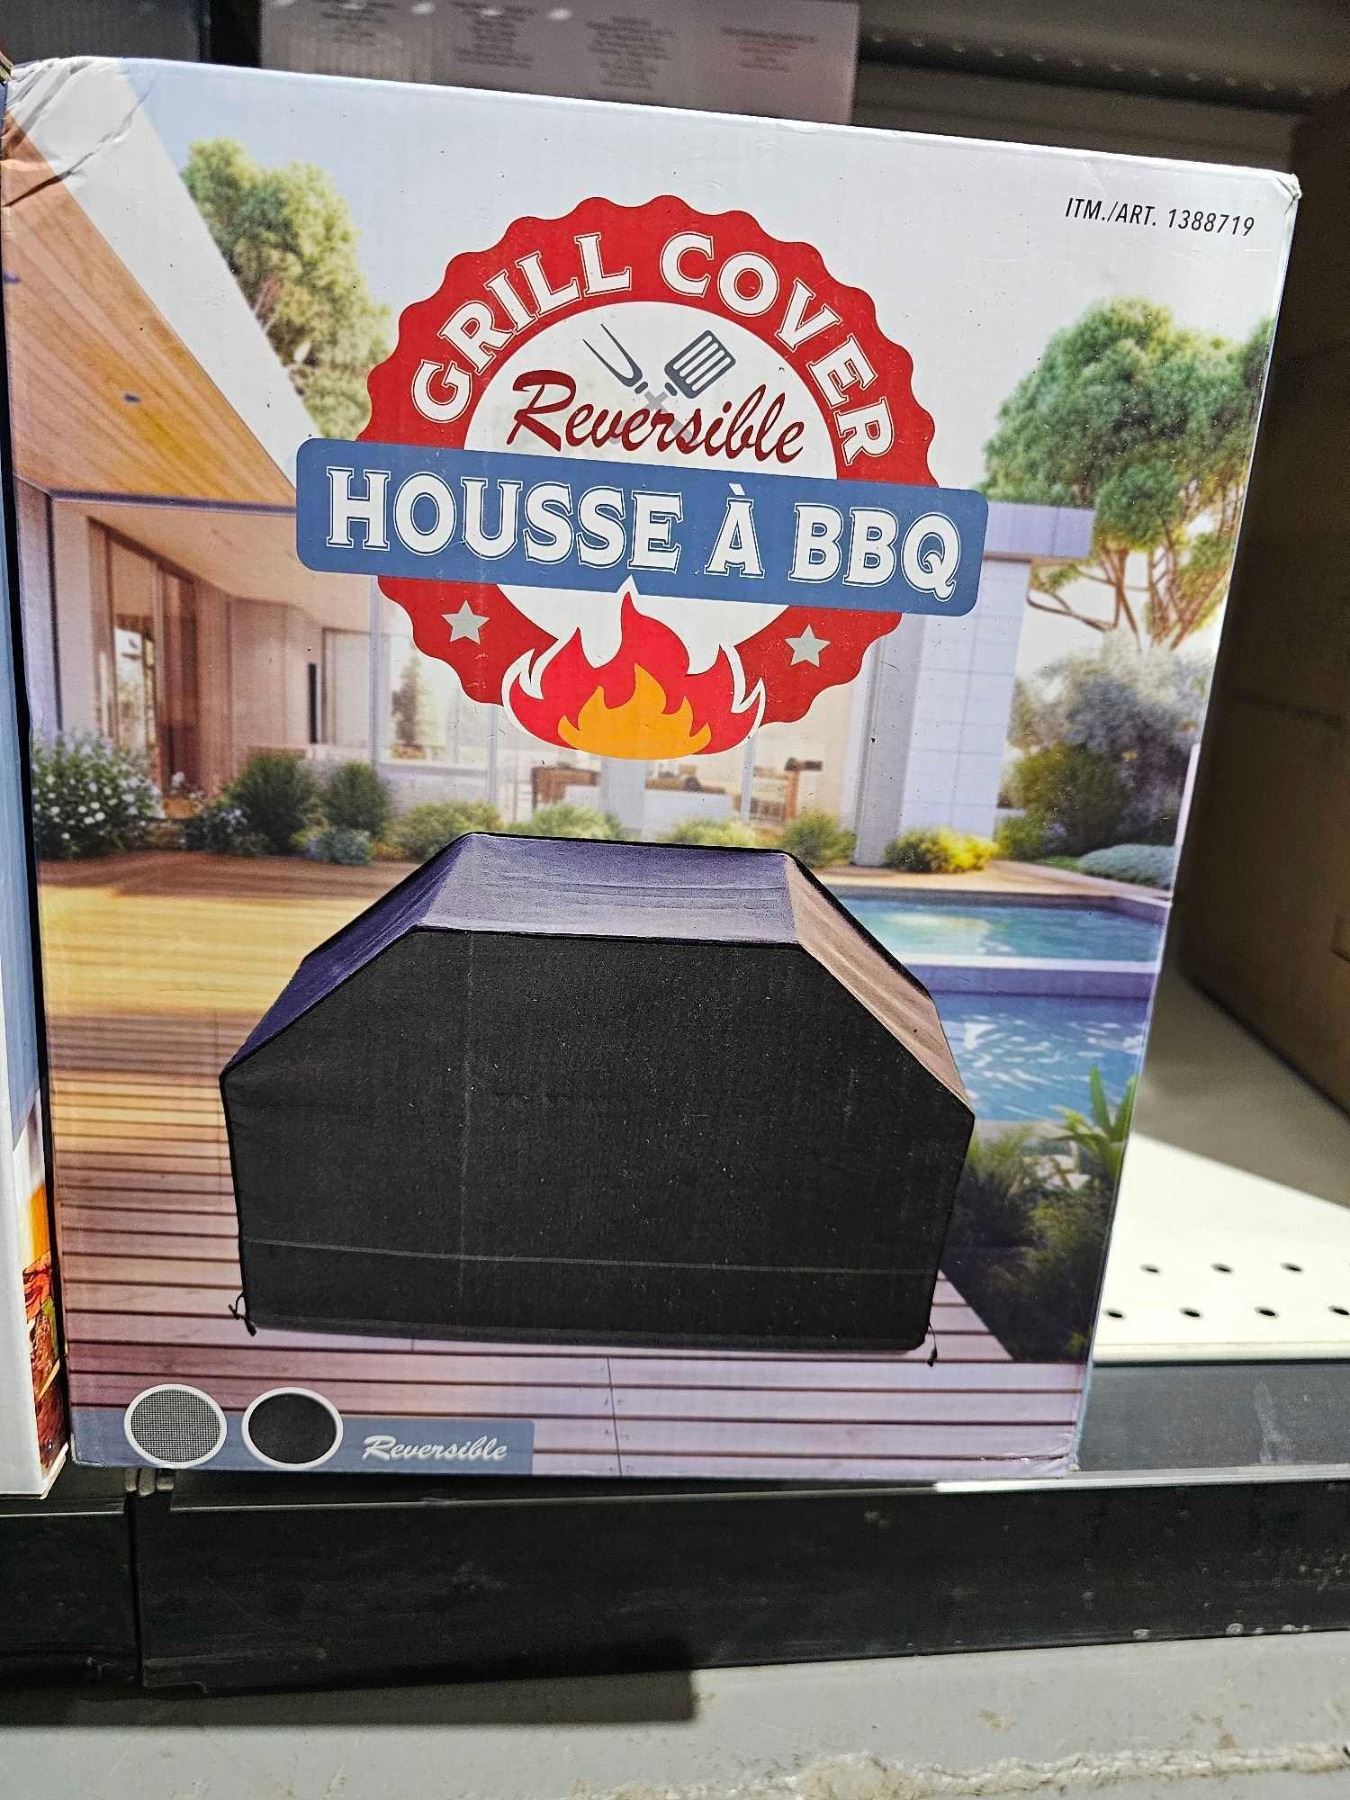 ITM./ART. 1388719
GRILL COVER
Reversible
HOUSSE À BBQ
Reversible